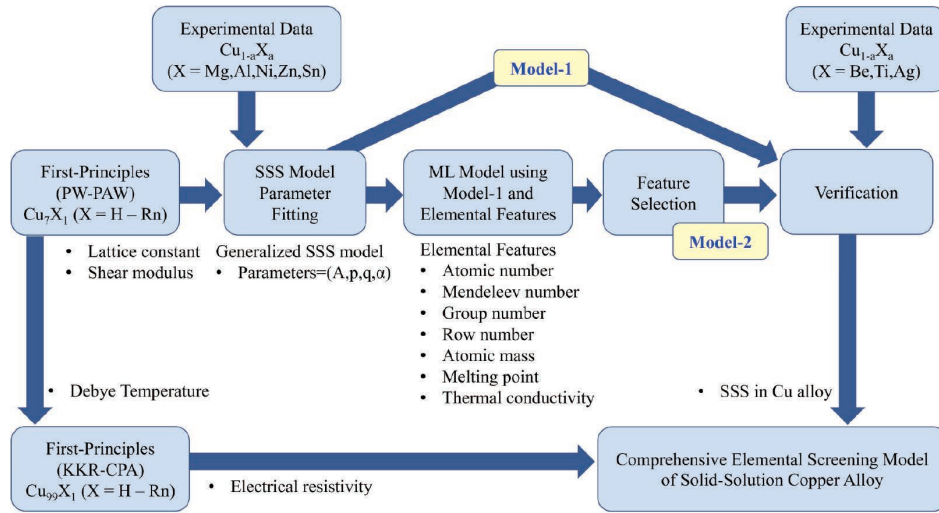 Experimental Data
Cu₁₋ₐXₐ
(X = Mg,Al,Ni,Zn,Sn)
Experimental Data
Cu₁₋ₐXₐ
(X = Be,Ti,Ag)
Model-1
First-Principles
(PW-PAW)
Cu₇X₁ (X = H – Rn)
SSS Model
Parameter
Fitting
ML Model using
Model-1 and
Elemental Features
Feature
Selection
Verification
Model-2
• Lattice constant
• Shear modulus
Generalized SSS model
• Parameters=(A,p,q,α)
Elemental Features
• Atomic number
• Mendeleev number
• Group number
• Row number
• Atomic mass
• Melting point
• Thermal conductivity
• Debye Temperature
• SSS in Cu alloy
First-Principles
(KKR-CPA)
Cu₉₉X₁ (X = H – Rn)
• Electrical resistivity
Comprehensive Elemental Screening Model
of Solid-Solution Copper Alloy